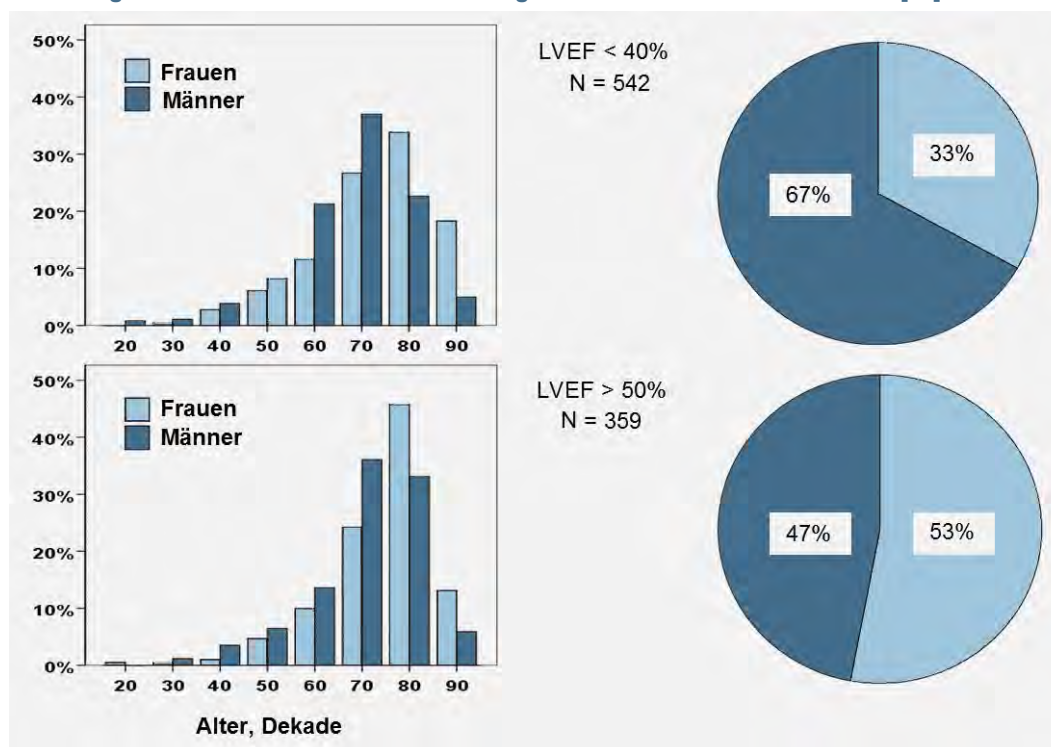 50%
40%
30%
20%
10%
0%
Frauen
Männer
20 30 40 50 60 70 80 90
LVEF < 40%
N = 542
67%
33%
50%
40%
30%
20%
10%
0%
Frauen
Männer
20 30 40 50 60 70 80 90
Alter, Dekade
LVEF > 50%
N = 359
47%
53%